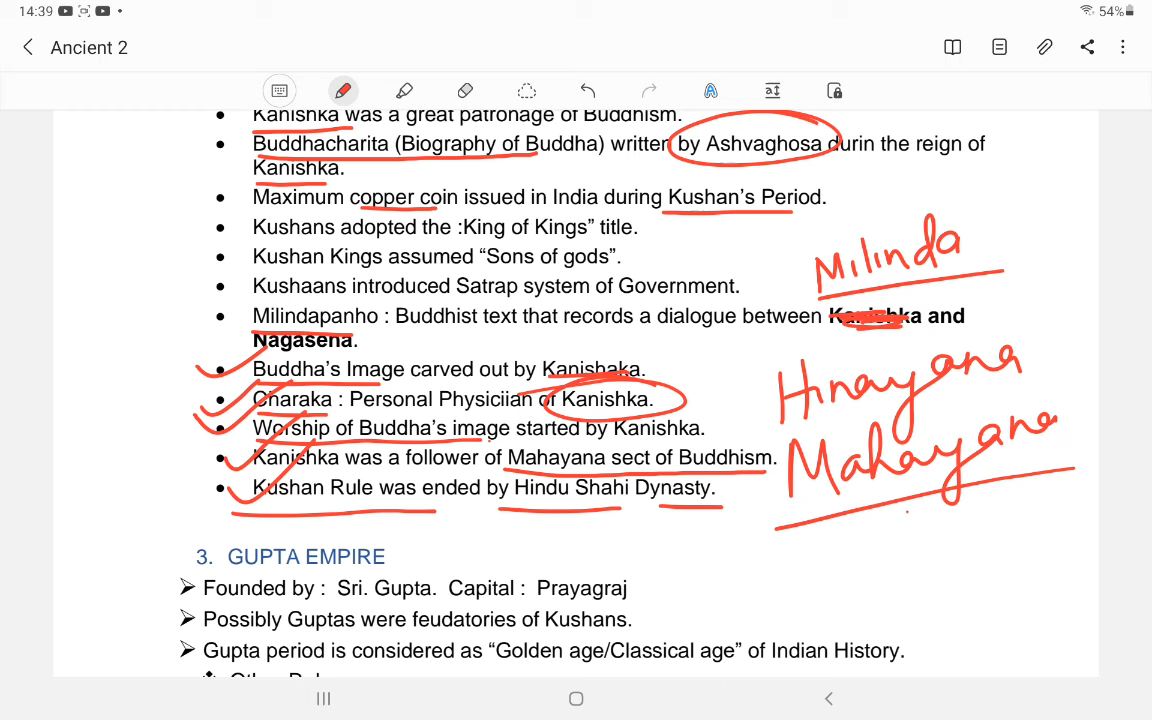 14:39
54%
Ancient 2
Kanishka was a great patronage of Buddhism.
Buddhacharita (Biography of Buddha) written by Ashvaghosa durin the reign of
Kanishka.
Maximum copper coin issued in India during Kushan's Period.
Kushans adopted the :King of Kings” title.
Kushan Kings assumed “Sons of gods”.
Kushaans introduced Satrap system of Government.
Milinda
Milindapanho : Buddhist text that records a dialogue between Kanishka and
Nagasena.
Buddha's Image carved out by Kanishaka.
Hinayana
Charaka : Personal Physiciian of Kanishka.
Worship of Buddha's image started by Kanishka.
Mahayana
Kanishka was a follower of Mahayana sect of Buddhism.
Kushan Rule was ended by Hindu Shahi Dynasty.
3. GUPTA EMPIRE
Founded by : Sri. Gupta. Capital : Prayagraj
Possibly Guptas were feudatories of Kushans.
Gupta period is considered as “Golden age/Classical age” of Indian History.